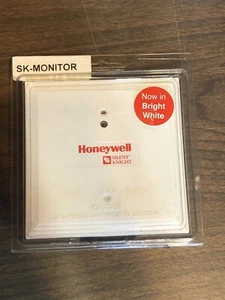 SK-MONITOR
Now in
Bright
White
Honeywell
SILENT
KNIGHT